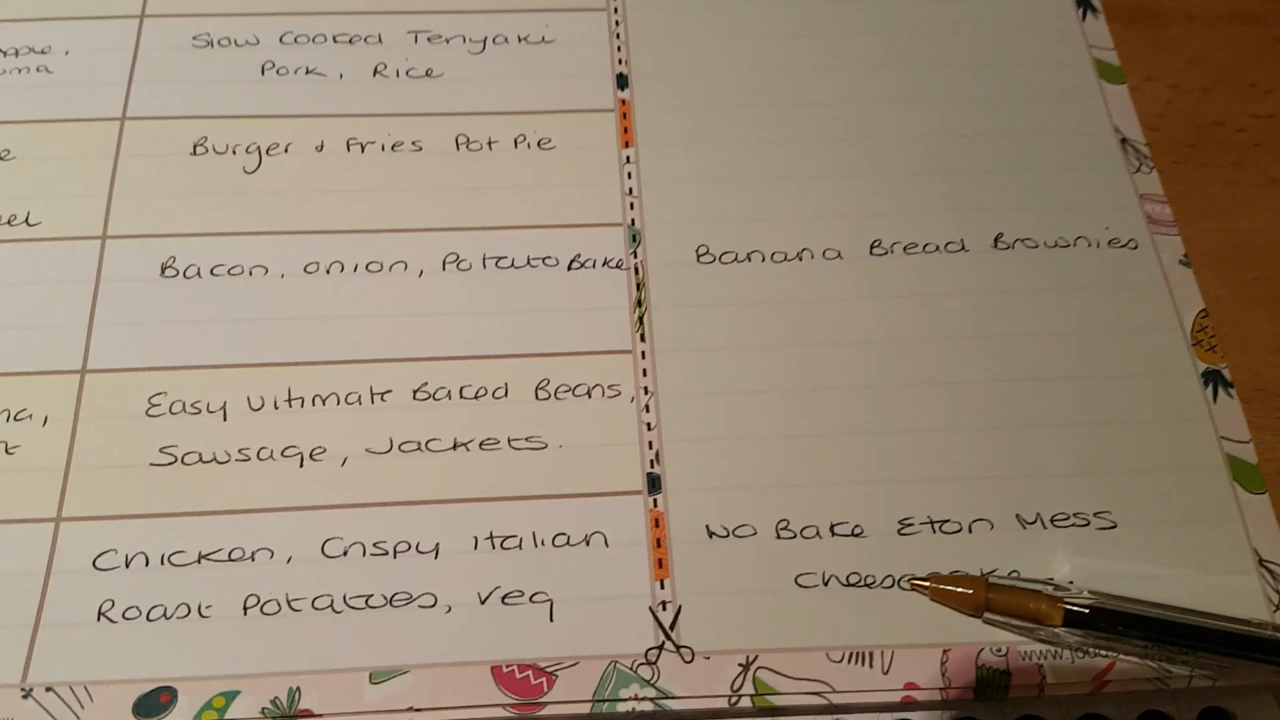 Slow Cooked Teriyaki
Pork, Rice
Burger & Fries Pot Pie
Bacon, onion, Potato Bake
Banana Bread Brownies
Easy Ultimate Baked Beans,
Sausage, Jackets.
Chicken, Crispy Italian
Roast Potatoes, veg
No Bake Eton Mess
www.